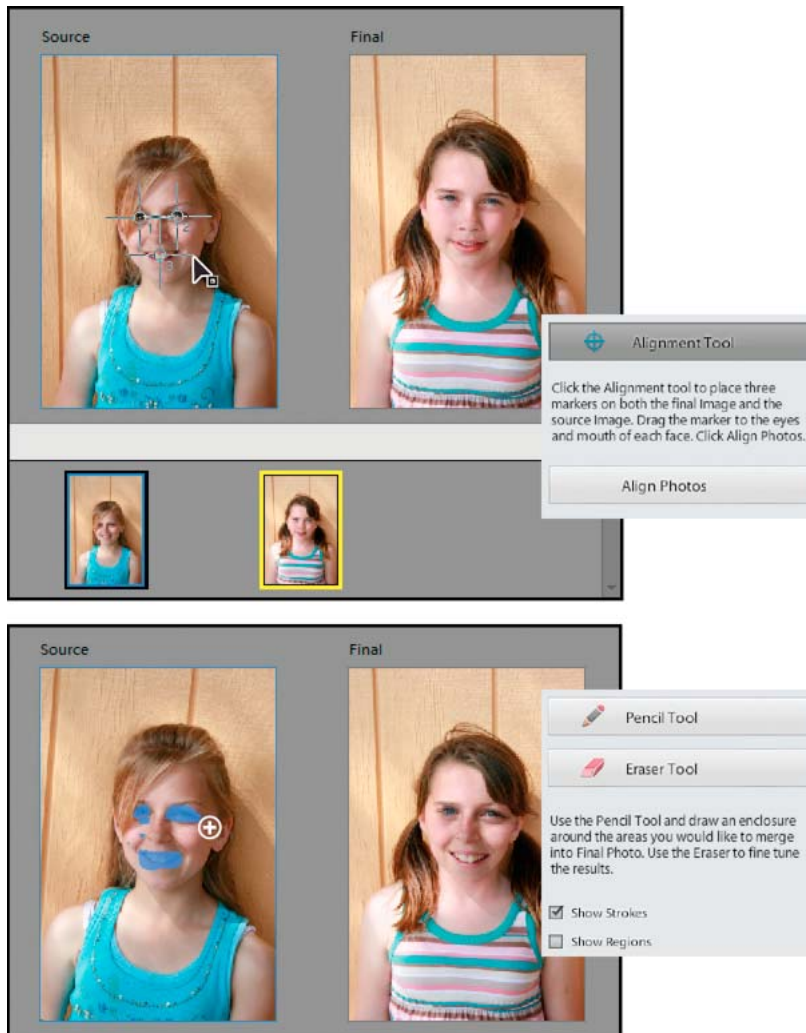 Source
Final
1
2
3
Alignment Tool
Click the Alignment tool to place three
markers on both the final Image and the
source Image. Drag the marker to the eyes
and mouth of each face. Click Align Photos.
Align Photos
Source
Final
Pencil Tool
Eraser Tool
Use the Pencil Tool and draw an enclosure
around the areas you would like to merge
into Final Photo. Use the Eraser to fine tune
the results.
Show Strokes
Show Regions